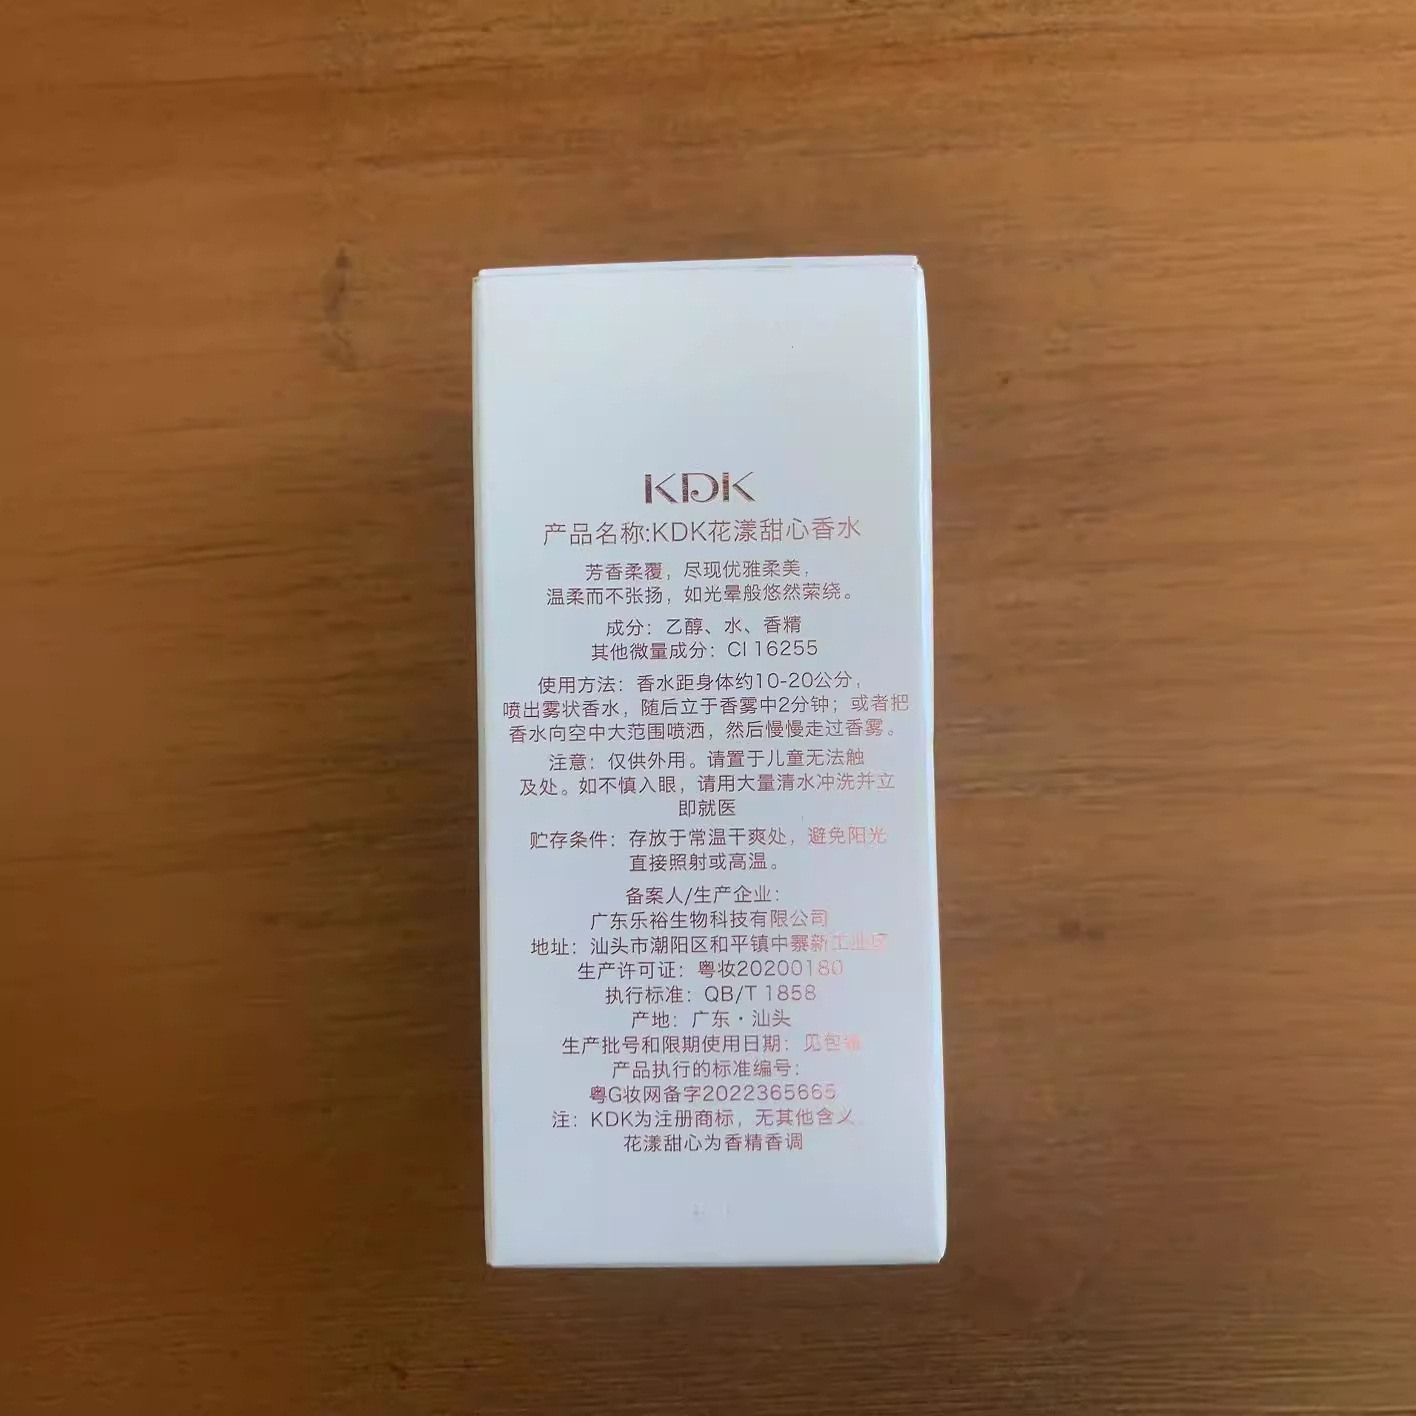 KDK
产品名称:KDK花漾甜心香水
芳香柔覆，尽现优雅柔美，
温柔而不张扬，如光晕般悠然萦绕。
成分：乙醇、水、香精
其他微量成分：CI 16255
使用方法：香水距身体约10-20公分，
喷出雾状香水，随后立于香雾中2分钟；或者把
香水向空中大范围喷洒，然后慢慢走过香雾。
注意：仅供外用。请置于儿童无法触
及处。如不慎入眼，请用大量清水冲洗并立
即就医
贮存条件：存放于常温干爽处，避免阳光
直接照射或高温。
备案人/生产企业：
广东乐裕生物科技有限公司
地址：汕头市潮阳区和平镇中寨新工业区
生产许可证：粤妆20200180
执行标准：QB/T 1858
产地：广东·汕头
生产批号和限期使用日期：见包
产品执行的标准编号：
粤G妆网备字2022365665
注：KDK为注册商标，无其他含义
花漾甜心为香精香调